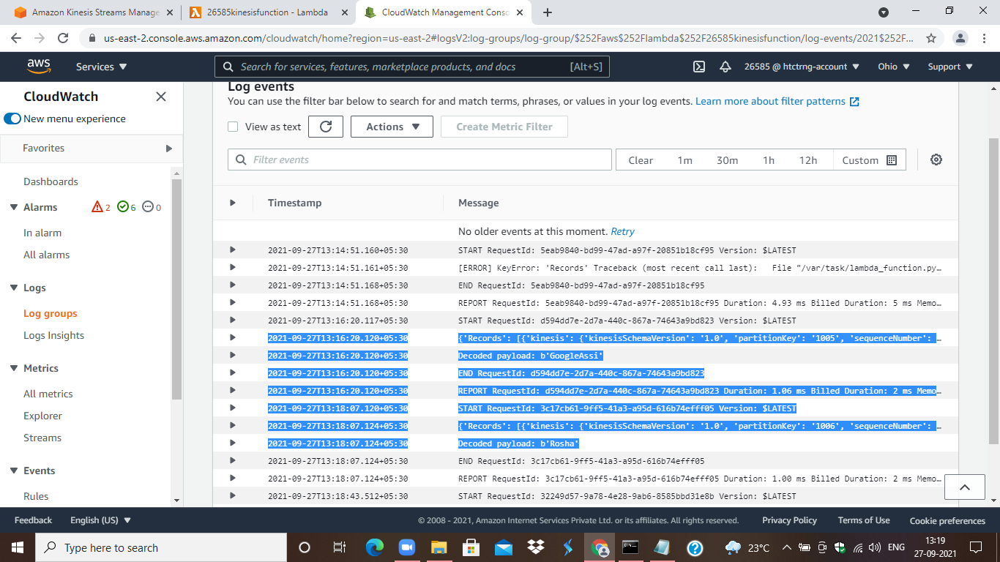 Amazon Kinesis Streams Manage
26585kinesisfunction - Lambda
CloudWatch Management Conso
us-east-2.console.aws.amazon.com/cloudwatch/home?region=us-east-2#logsV2:log-groups/log-group/$252Faws$252Flambda$252F26585kinesisfunction/log-events/2021$252F...
aws Services Search for services, features, marketplace products, and docs [Alt+S] 26585 @ htctrng-account Ohio Support
CloudWatch
New menu experience
Favorites
Dashboards
Alarms 2 6 0
In alarm
All alarms
Logs
Log groups
Logs Insights
Metrics
All metrics
Explorer
Streams
Events
Rules
Log events
You can use the filter bar below to search for and match terms, phrases, or values in your log events. Learn more about filter patterns
View as text Actions Create Metric Filter
Filter events Clear 1m 30m 1h 12h Custom
Timestamp Message
No older events at this moment. Retry
2021-09-27T13:14:51.160+05:30 START RequestId: 5eab9840-bd99-47ad-a97f-20851b18cf95 Version: $LATEST
2021-09-27T13:14:51.161+05:30 [ERROR] KeyError: 'Records' Traceback (most recent call last): File "/var/task/lambda_function.py…
2021-09-27T13:14:51.168+05:30 END RequestId: 5eab9840-bd99-47ad-a97f-20851b18cf95
2021-09-27T13:14:51.168+05:30 REPORT RequestId: 5eab9840-bd99-47ad-a97f-20851b18cf95 Duration: 4.93 ms Billed Duration: 5 ms Memo…
2021-09-27T13:16:20.117+05:30 START RequestId: d594dd7e-2d7a-440c-867a-74643a9bd823 Version: $LATEST
2021-09-27T13:16:20.120+05:30 {'Records': [{'kinesis': {'kinesisSchemaVersion': '1.0', 'partitionKey': '1005', 'sequenceNumber': …
2021-09-27T13:16:20.120+05:30 Decoded payload: b'GoogleAssi'
2021-09-27T13:16:20.120+05:30 END RequestId: d594dd7e-2d7a-440c-867a-74643a9bd823
2021-09-27T13:16:20.120+05:30 REPORT RequestId: d594dd7e-2d7a-440c-867a-74643a9bd823 Duration: 1.06 ms Billed Duration: 2 ms Memo…
2021-09-27T13:18:07.120+05:30 START RequestId: 3c17cb61-9ff5-41a3-a95d-616b74efff05 Version: $LATEST
2021-09-27T13:18:07.124+05:30 {'Records': [{'kinesis': {'kinesisSchemaVersion': '1.0', 'partitionKey': '1006', 'sequenceNumber': …
2021-09-27T13:18:07.124+05:30 Decoded payload: b'Rosha'
2021-09-27T13:18:07.124+05:30 END RequestId: 3c17cb61-9ff5-41a3-a95d-616b74efff05
2021-09-27T13:18:07.124+05:30 REPORT RequestId: 3c17cb61-9ff5-41a3-a95d-616b74efff05 Duration: 1.00 ms Billed Duration: 2 ms Memo…
2021-09-27T13:18:43.512+05:30 START RequestId: 32249d57-9a78-4e28-9ab6-8585bbd31e8b Version: $LATEST
Feedback English (US) © 2008 - 2021, Amazon Internet Services Private Ltd. or its affiliates. All rights reserved. Privacy Policy Terms of Use Cookie preferences
Type here to search 23°C ENG 13:19
27-09-2021